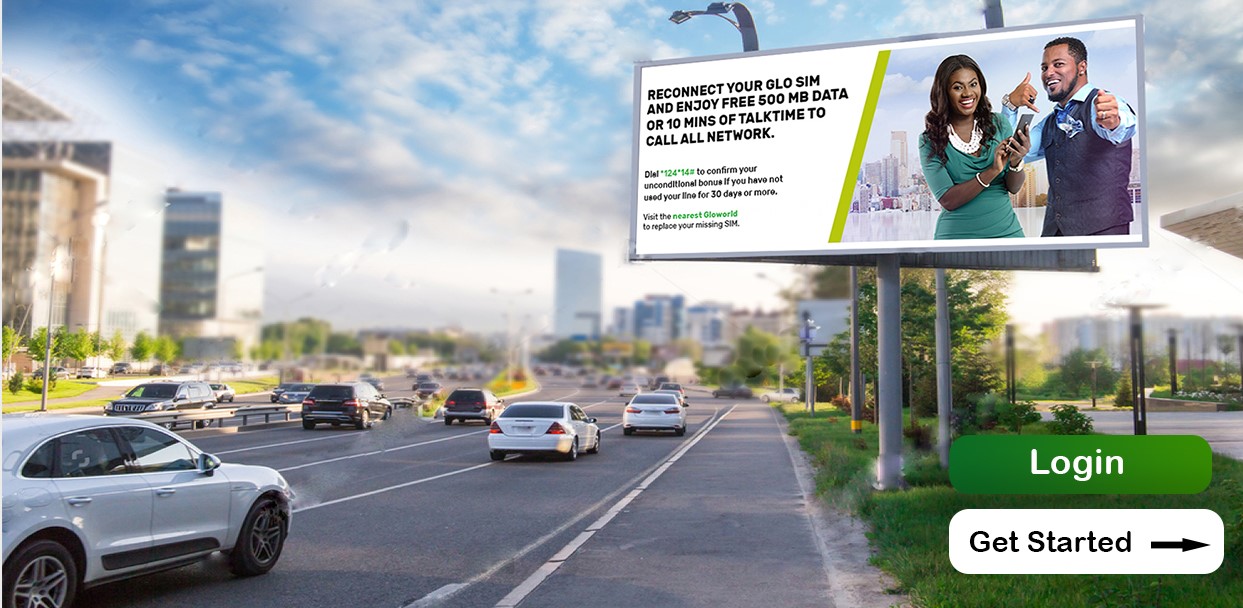 RECONNECT YOUR GLO SIM
AND ENJOY FREE 500 MB DATA
OR 10 MINS OF TALKTIME TO
CALL ALL NETWORK.
Dial *124*14# to confirm your
unconditional bonus if you have not
used your line for 30 days or more.
Visit the nearest Gloworld
to replace your missing SIM.
Login
Get Started